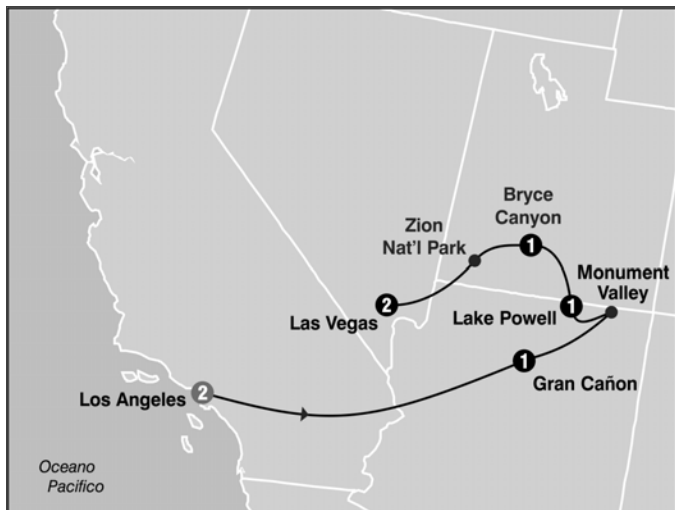 Bryce
Canyon
1
Zion
Nat'l Park
Monument
Valley
2
Las Vegas
Lake Powell
1
1
Gran Cañon
Los Angeles
2
Oceano
Pacifico